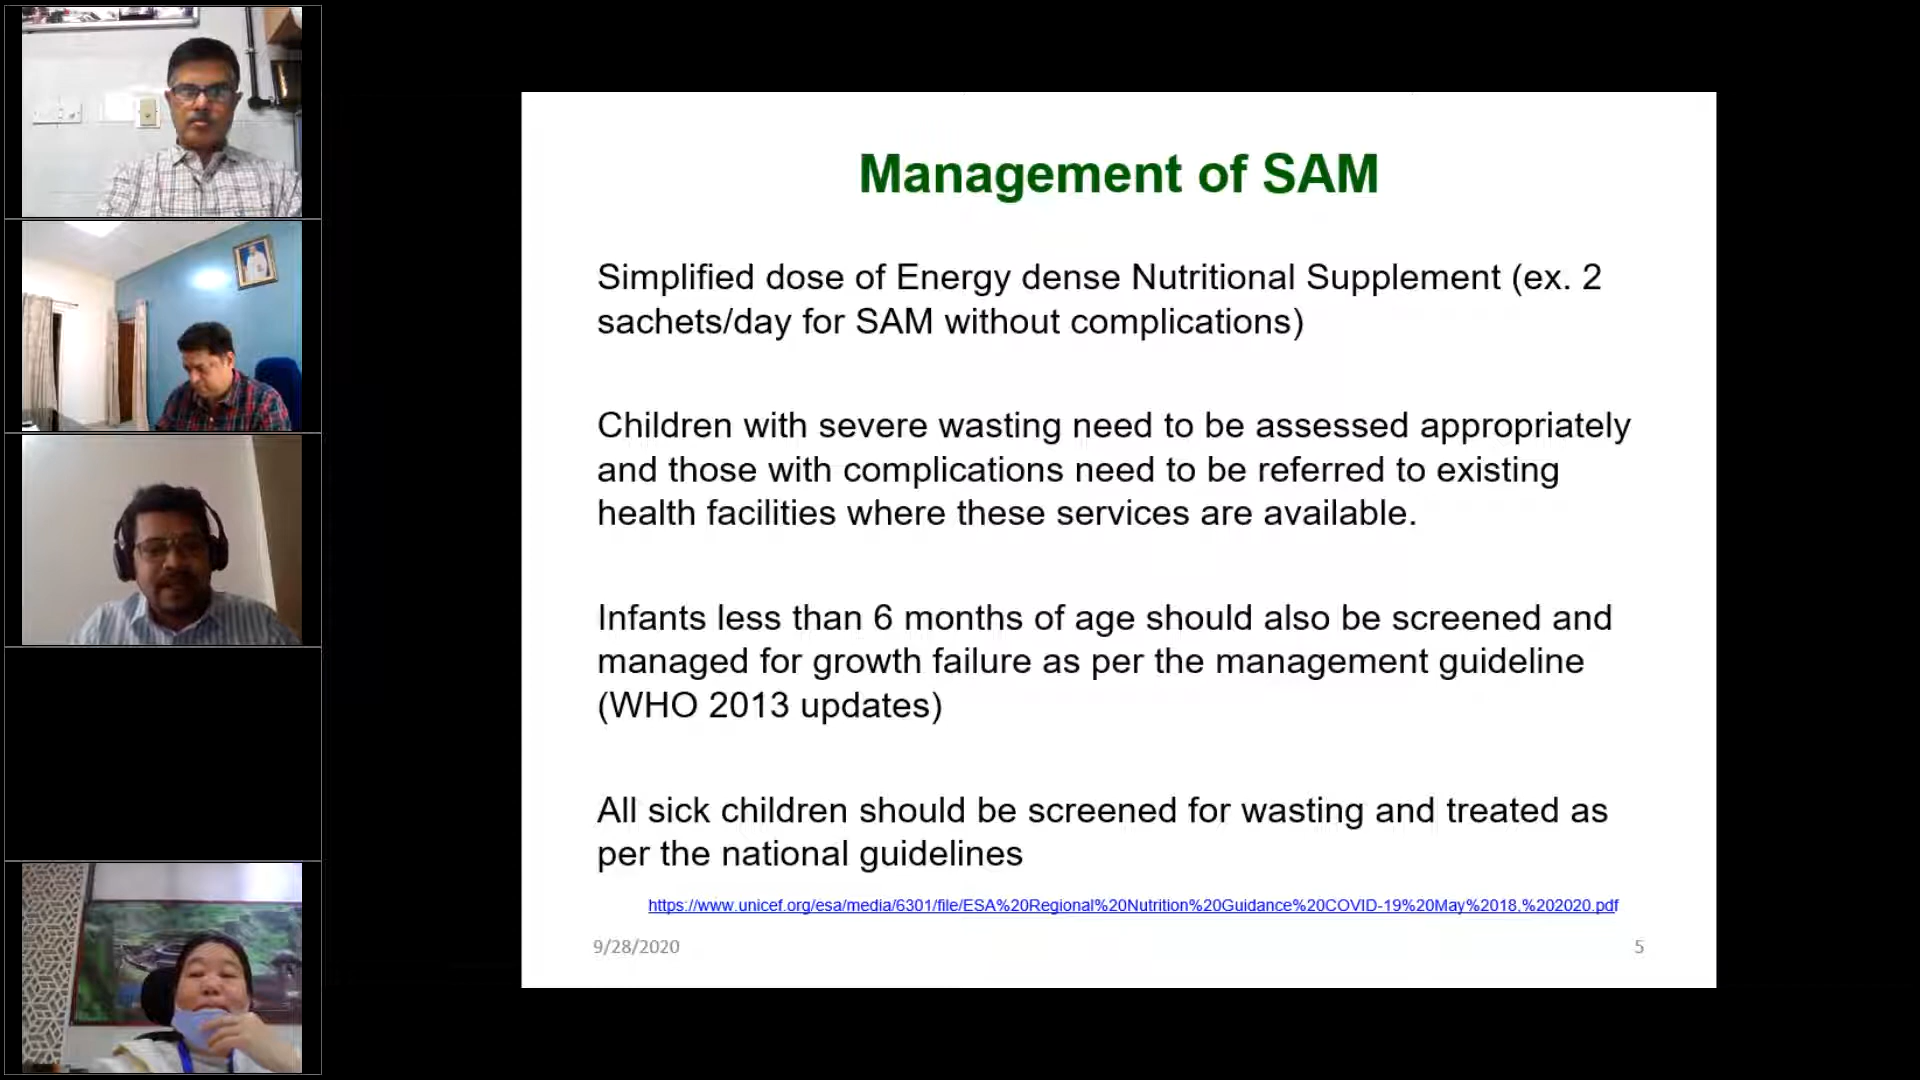 Management of SAM
Simplified dose of Energy dense Nutritional Supplement (ex. 2
sachets/day for SAM without complications)
Children with severe wasting need to be assessed appropriately
and those with complications need to be referred to existing
health facilities where these services are available.
Infants less than 6 months of age should also be screened and
managed for growth failure as per the management guideline
(WHO 2013 updates)
All sick children should be screened for wasting and treated as
per the national guidelines
https://www.unicef.org/esa/media/6301/file/ESA%20Regional%20Nutrition%20Guidance%20COVID-19%20May%2018,%202020.pdf
9/28/2020
5